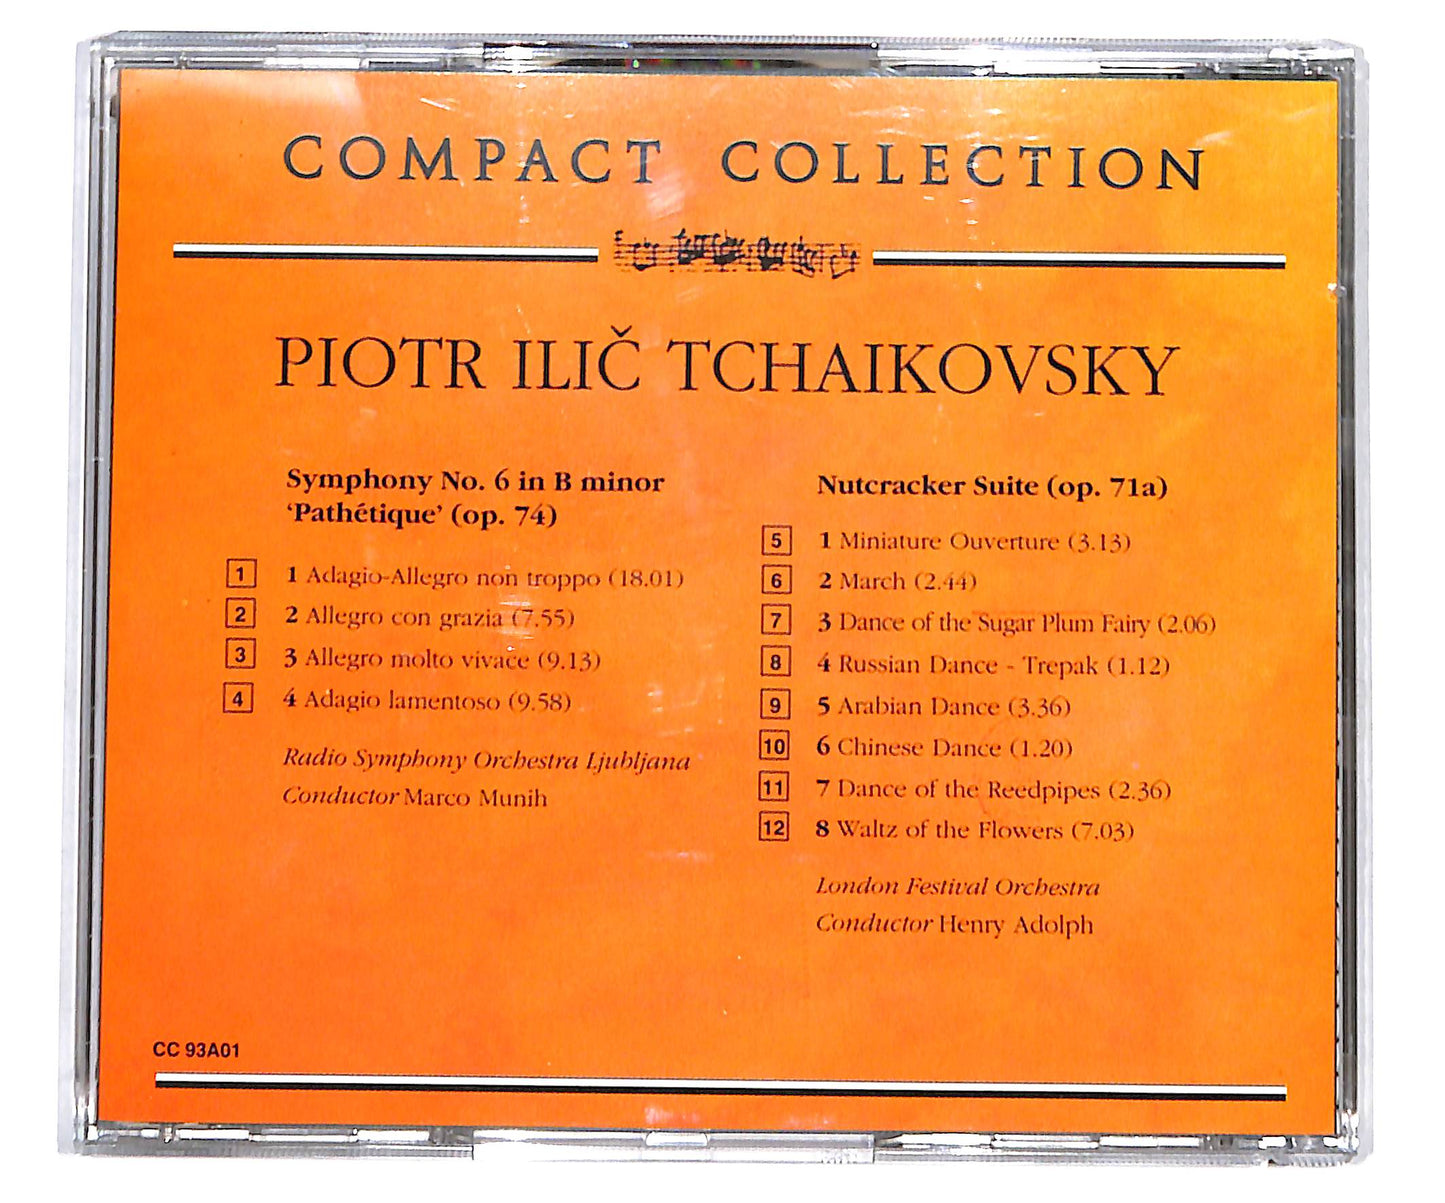 COMPACT COLLECTION
PIOTR ILIČ TCHAIKOVSKY
Symphony No. 6 in B minor
‘Pathétique’ (op. 74)
1 1 Adagio-Allegro non troppo (18.01)
2 2 Allegro con grazia (7.55)
3 3 Allegro molto vivace (9.13)
4 4 Adagio lamentoso (9.58)
Radio Symphony Orchestra Ljubljana
Conductor Marco Munih
Nutcracker Suite (op. 71a)
5 1 Miniature Ouverture (3.13)
6 2 March (2.44)
7 3 Dance of the Sugar Plum Fairy (2.06)
8 4 Russian Dance - Trepak (1.12)
9 5 Arabian Dance (3.36)
10 6 Chinese Dance (1.20)
11 7 Dance of the Reedpipes (2.36)
12 8 Waltz of the Flowers (7.03)
London Festival Orchestra
Conductor Henry Adolph
CC 93A01